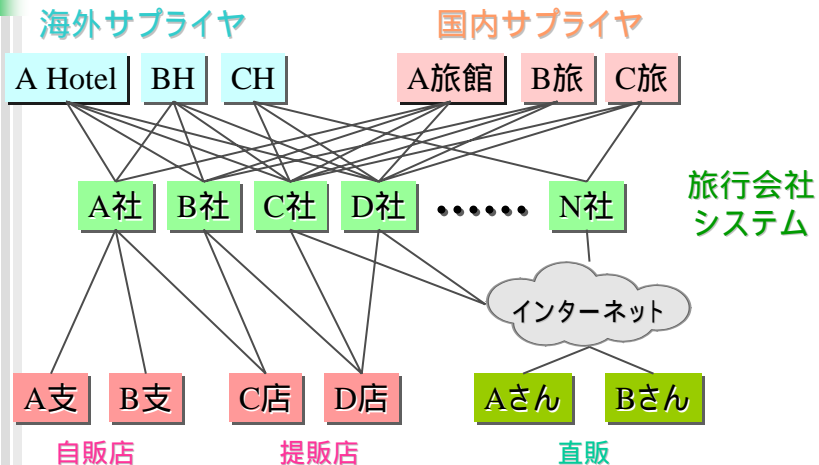 海外サプライヤ 国内サプライヤ
A Hotel BH CH A旅館 B旅 C旅
A社 B社 C社 D社 •••••• N社
旅行会社
システム
インターネット
A支 B支 C店 D店 Aさん Bさん
自販店 提販店 直販